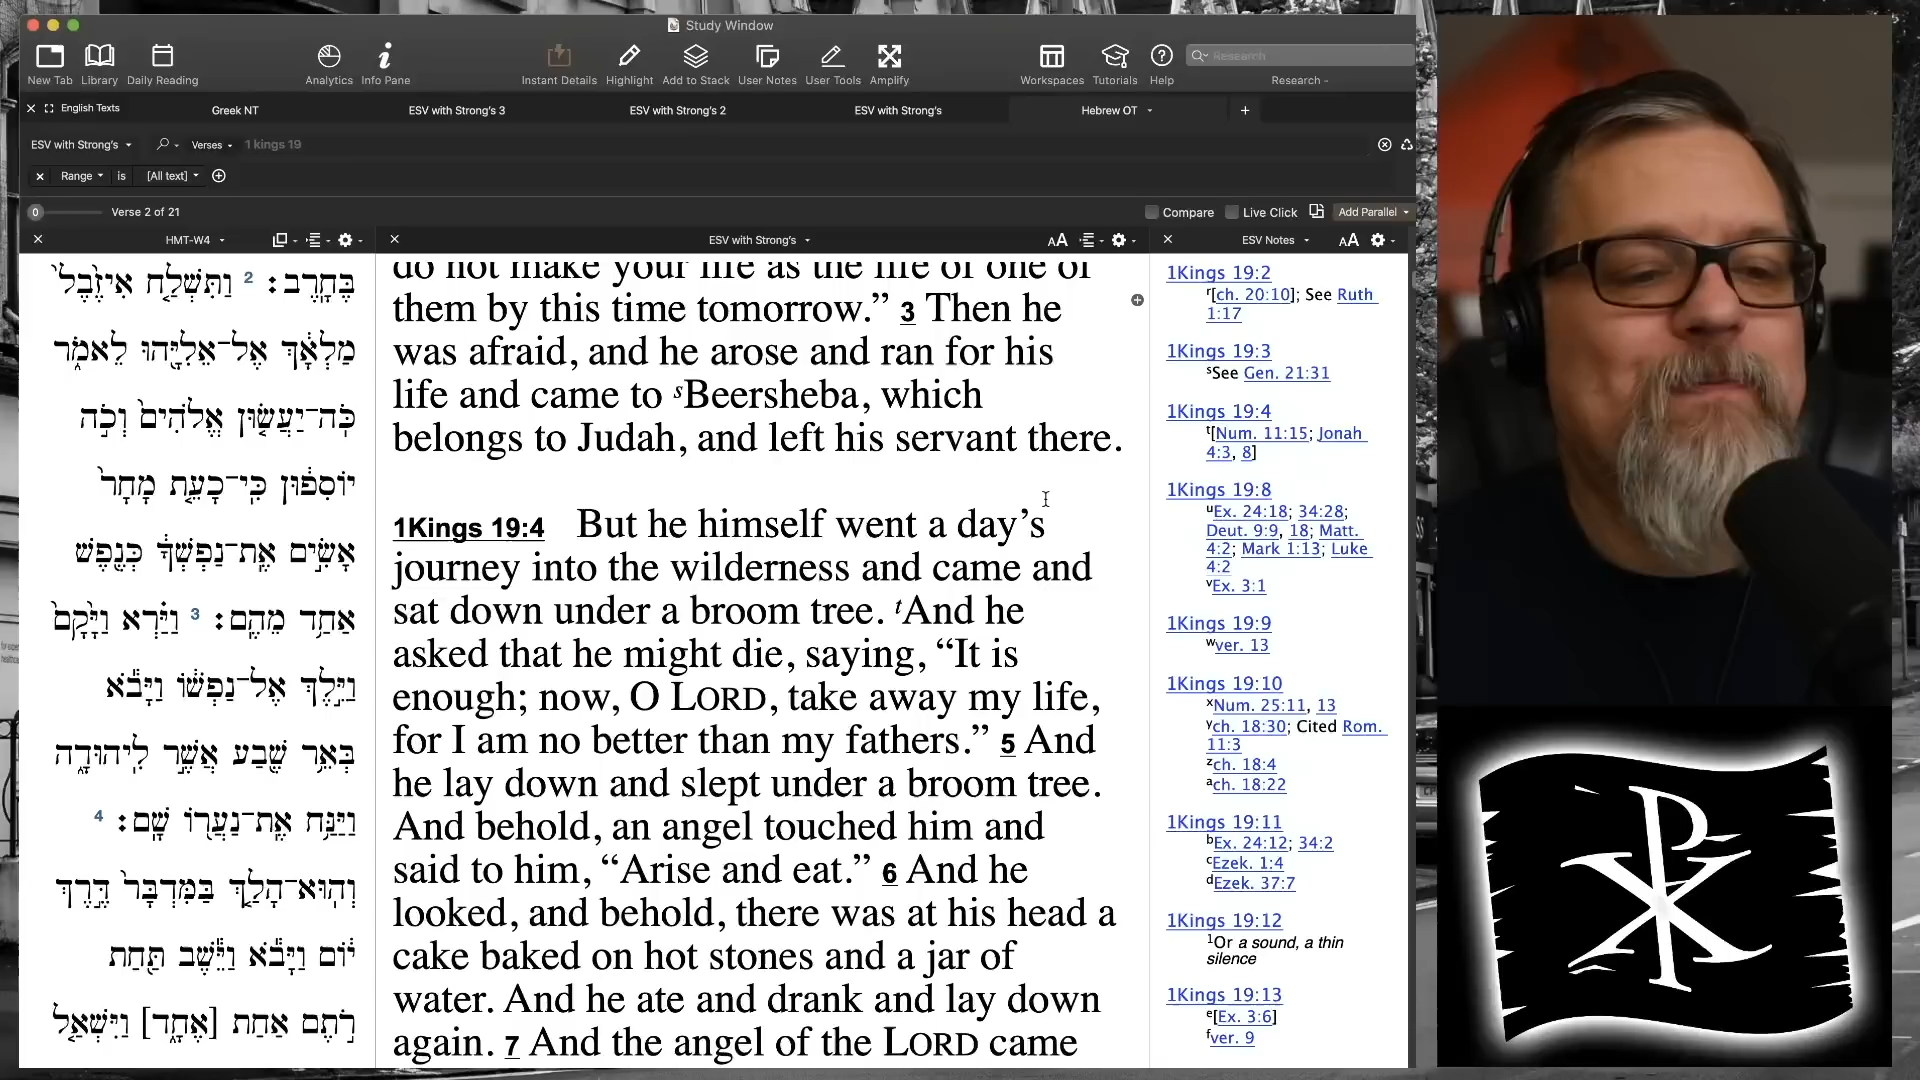 Study Window
New Tab Library Daily Reading Analytics Info Pane Instant Details Highlight Add to Stack User Notes User Tools Amplify Workspaces Tutorials Help Research
Research
English Texts Greek NT ESV with Strong's 3 ESV with Strong's 2 ESV with Strong's Hebrew OT
ESV with Strong's Verses 1 kings 19
Range is [All text]
0 Verse 2 of 21 Compare Live Click Add Parallel
HMT-W4 ESV with Strong's AA ESV Notes AA
בְּחָרֵב׃ 2 וַתִּשְׁלַח אִיזֶבֶל
מַלְאָךְ אֶל־אֵלִיָּהוּ לֵאמֹר
כֹּה־יַעֲשׂוּן אֱלֹהִים וְכֹה
יוֹסִפוּן כִּי־כָעֵת מָחָר
אָשִׂים אֶת־נַפְשְׁךָ כְּנֶפֶשׁ
אַחַד מֵהֶם׃ 3 וַיַּרְא וַיָּקָם
וַיֵּלֶךְ אֶל־נַפְשׁוֹ וַיָּבֹא
בְּאֵר שֶׁבַע אֲשֶׁר לִיהוּדָה
וַיַּנַּח אֶת־נַעֲרוֹ שָׁם׃ 4
וְהוּא־הָלַךְ בַּמִּדְבָּר דֶּרֶךְ
יוֹם וַיָּבֹא וַיֵּשֶׁב תַּחַת
רֹתֶם אַחַת [אֶחָד] וַיִּשְׁאַל
do not make your life as the life of one of
them by this time tomorrow.” 3 Then he
was afraid, and he arose and ran for his
life and came to sBeersheba, which
belongs to Judah, and left his servant there.
1Kings 19:4 But he himself went a day’s
journey into the wilderness and came and
sat down under a broom tree. tAnd he
asked that he might die, saying, “It is
enough; now, O LORD, take away my life,
for I am no better than my fathers.” 5 And
he lay down and slept under a broom tree.
And behold, an angel touched him and
said to him, “Arise and eat.” 6 And he
looked, and behold, there was at his head a
cake baked on hot stones and a jar of
water. And he ate and drank and lay down
again. 7 And the angel of the LORD came
1Kings 19:2
r[ch. 20:10]; See Ruth
1:17
1Kings 19:3
sSee Gen. 21:31
1Kings 19:4
t[Num. 11:15; Jonah
4:3, 8]
1Kings 19:8
uEx. 24:18; 34:28;
Deut. 9:9, 18; Matt.
4:2; Mark 1:13; Luke
4:2
vEx. 3:1
1Kings 19:9
wver. 13
1Kings 19:10
xNum. 25:11, 13
ych. 18:30; Cited Rom.
11:3
zch. 18:4
ach. 18:22
1Kings 19:11
bEx. 24:12; 34:2
cEzek. 1:4
dEzek. 37:7
1Kings 19:12
1Or a sound, a thin
silence
1Kings 19:13
e[Ex. 3:6]
fver. 9